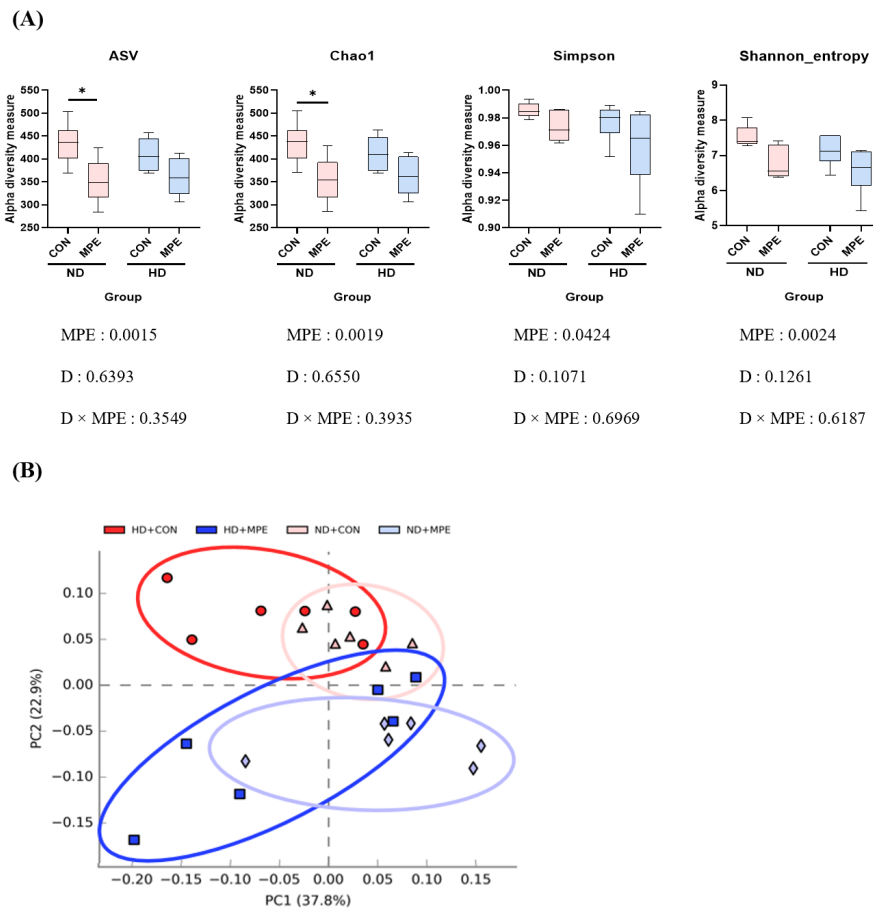 (A)
ASV
Chao1
Simpson
Shannon_entropy
Alpha diversity measure
550
500
450
400
350
300
250
CON
MPE
CON
MPE
ND
HD
Group
Alpha diversity measure
550
500
450
400
350
300
250
CON
MPE
CON
MPE
ND
HD
Group
Alpha diversity measure
1.00
0.98
0.96
0.94
0.92
0.90
CON
MPE
CON
MPE
ND
HD
Group
Alpha diversity measure
9
8
7
6
5
CON
MPE
CON
MPE
ND
HD
Group
*
*
MPE : 0.0015
MPE : 0.0019
MPE : 0.0424
MPE : 0.0024
D : 0.6393
D : 0.6550
D : 0.1071
D : 0.1261
D × MPE : 0.3549
D × MPE : 0.3935
D × MPE : 0.6969
D × MPE : 0.6187
(B)
HD+CON HD+MPE ND+CON ND+MPE
PC2 (22.9%)
0.10
0.05
0.00
−0.05
−0.10
−0.15
−0.20 −0.15 −0.10 −0.05 0.00 0.05 0.10 0.15
PC1 (37.8%)